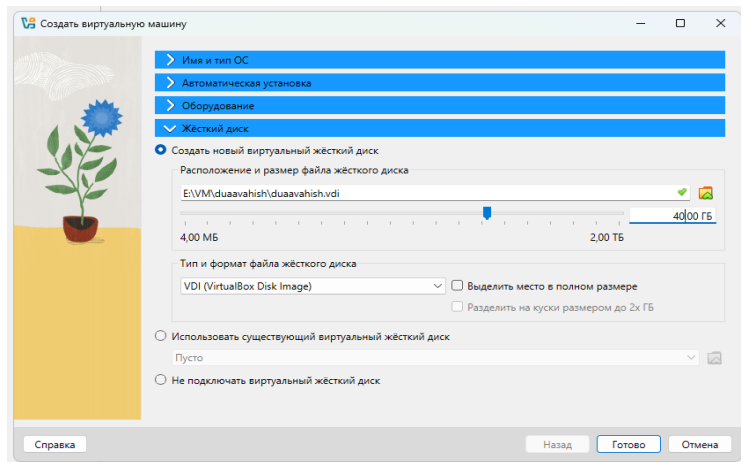 Создать виртуальную машину
Имя и тип ОС
Автоматическая установка
Оборудование
Жёсткий диск
Создать новый виртуальный жёсткий диск
Расположение и размер файла жёсткого диска
E:\VM\duaavahish\duaavahish.vdi
40,00 ГБ
4,00 МБ
2,00 ТБ
Тип и формат файла жёсткого диска
VDI (VirtualBox Disk Image)
Выделить место в полном размере
Разделить на куски размером до 2х ГБ
Использовать существующий виртуальный жёсткий диск
Пусто
Не подключать виртуальный жёсткий диск
Справка
Назад
Готово
Отмена